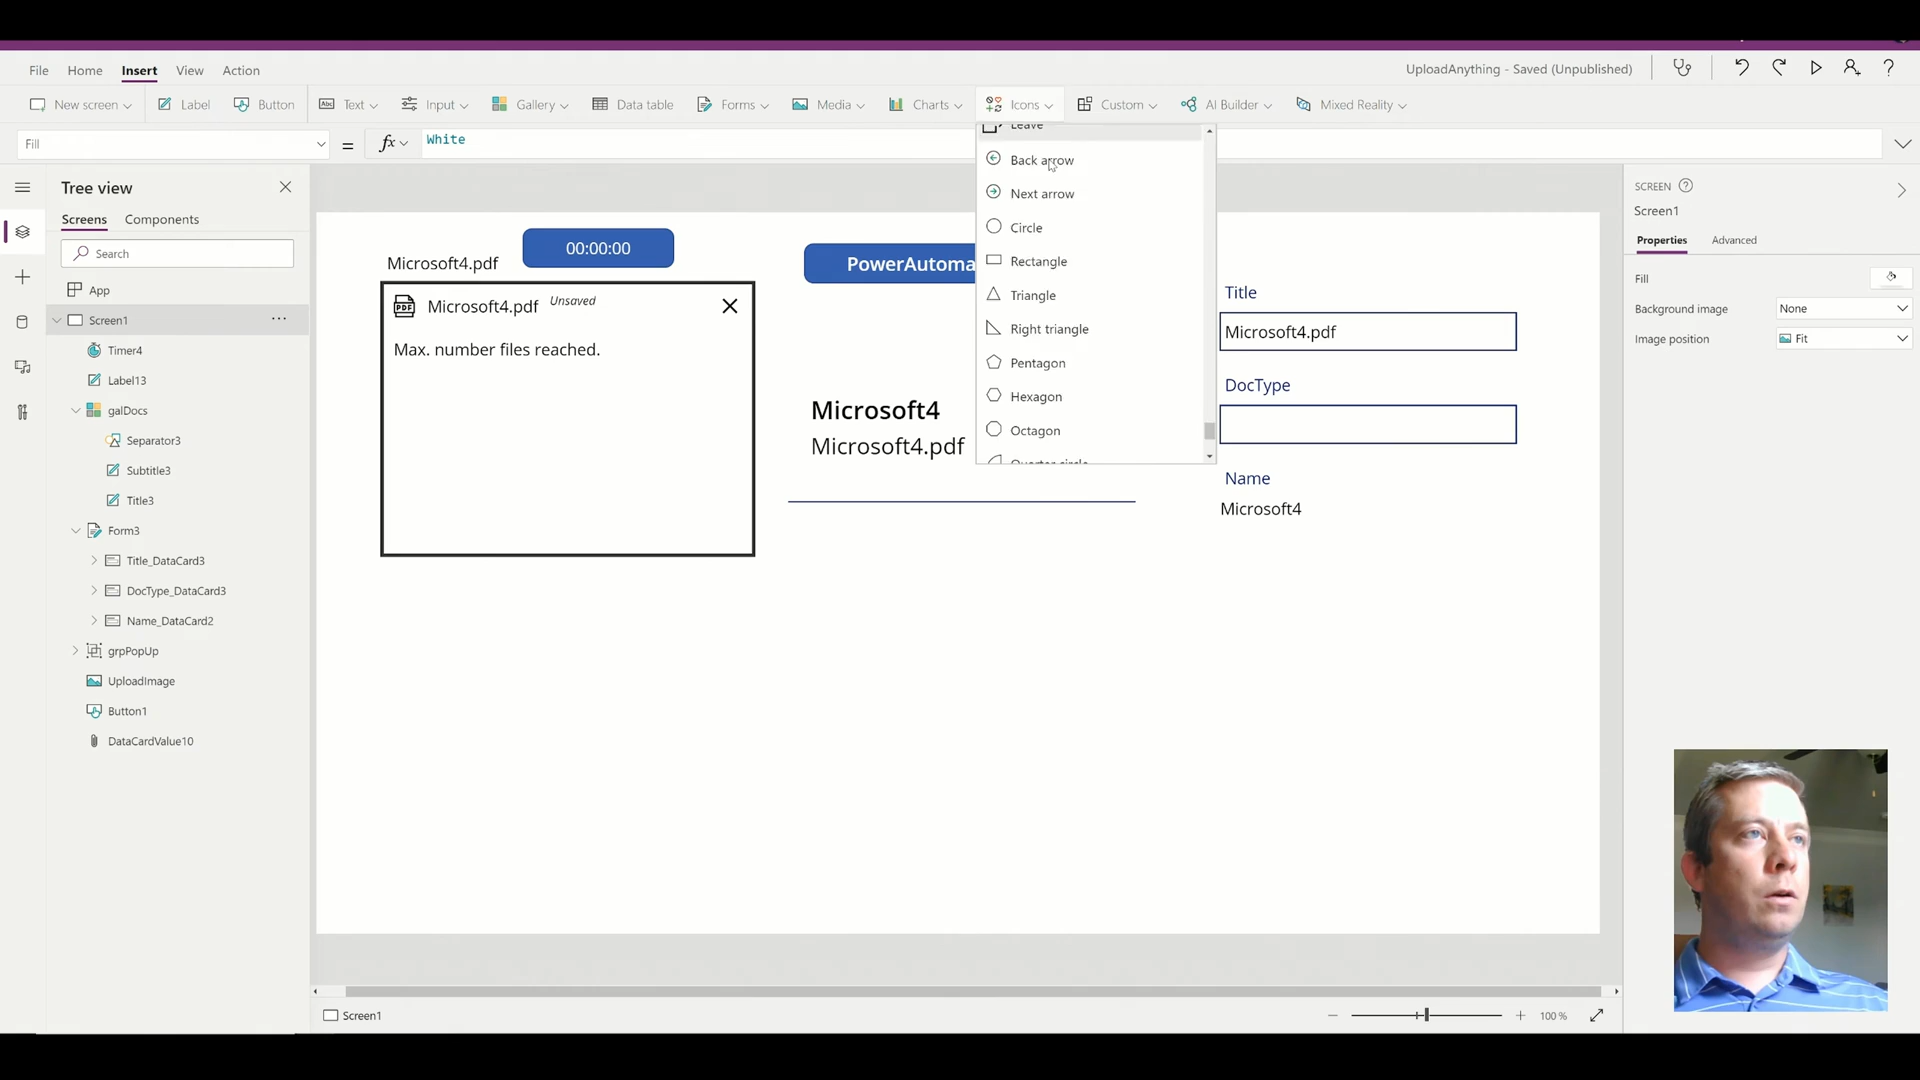 File Home Insert View Action
UploadAnything - Saved (Unpublished)
New screen Label Button Text Input Gallery Data table Forms Media Charts Icons Custom AI Builder Mixed Reality
Fill = fx White
Tree view
Screens Components
Search
App
Screen1 ...
Timer4
Label13
galDocs
Separator3
Subtitle3
Title3
Form3
Title_DataCard3
DocType_DataCard3
Name_DataCard2
grpPopUp
UploadImage
Button1
DataCardValue10
Microsoft4.pdf
00:00:00
PDF Microsoft4.pdf Unsaved
Max. number files reached.
PowerAutoma
Microsoft4
Microsoft4.pdf
Leave
Back arrow
Next arrow
Circle
Rectangle
Triangle
Right triangle
Pentagon
Hexagon
Octagon
Quarter circle
Title
Microsoft4.pdf
DocType
Name
Microsoft4
SCREEN
Screen1
Properties Advanced
Fill
Background image None
Image position Fit
Screen1
100 %